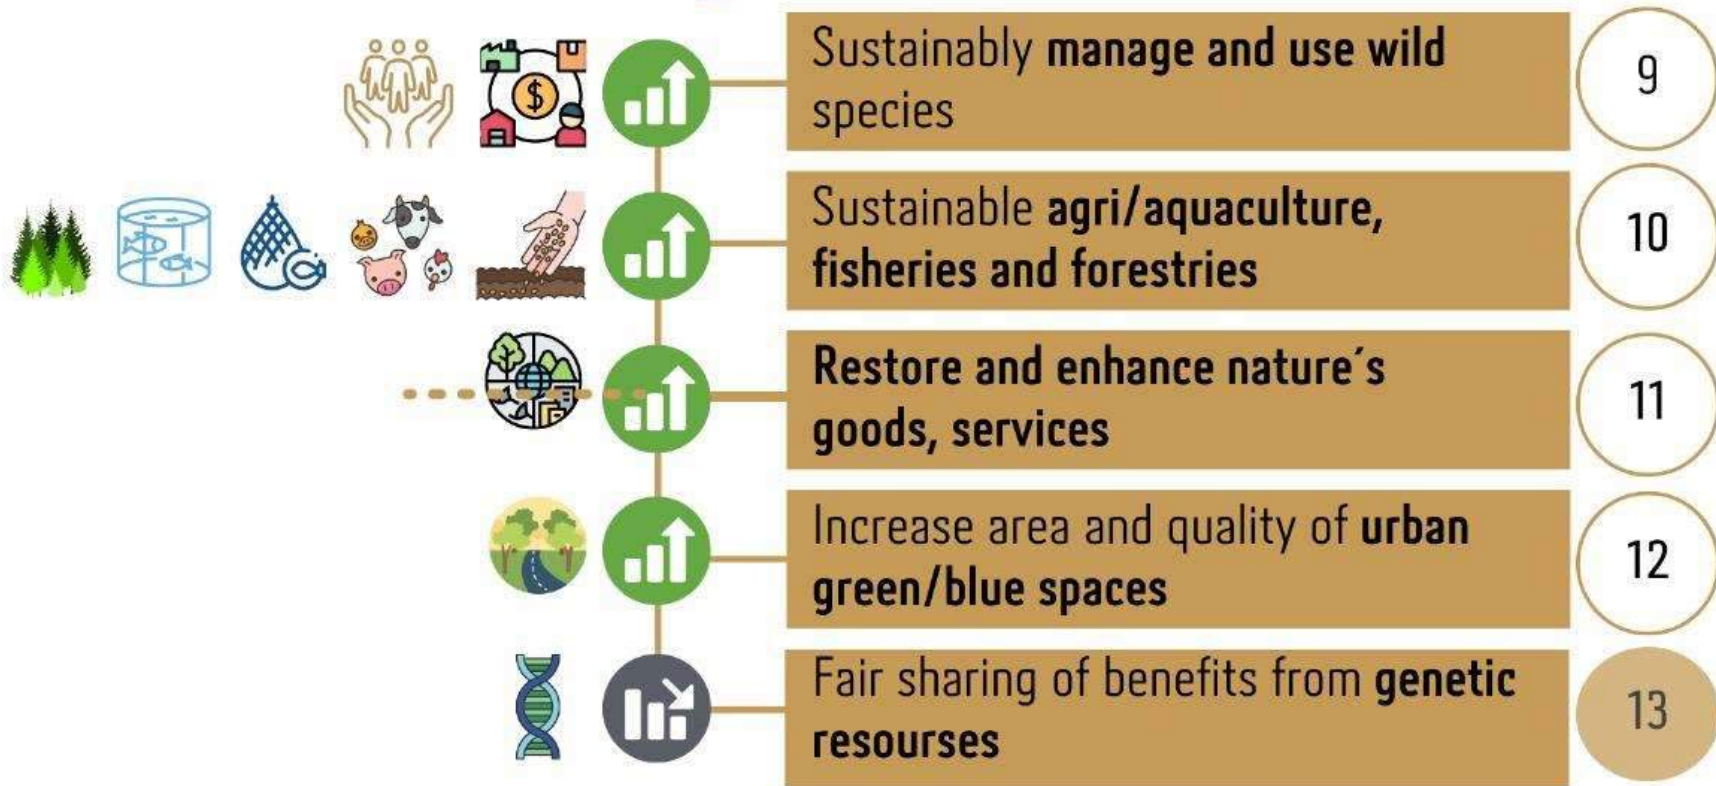 Sustainably manage and use wild
species
9
Sustainable agri/aquaculture,
fisheries and forestries
10
Restore and enhance nature´s
goods, services
11
Increase area and quality of urban
green/blue spaces
12
Fair sharing of benefits from genetic
resourses
13
$